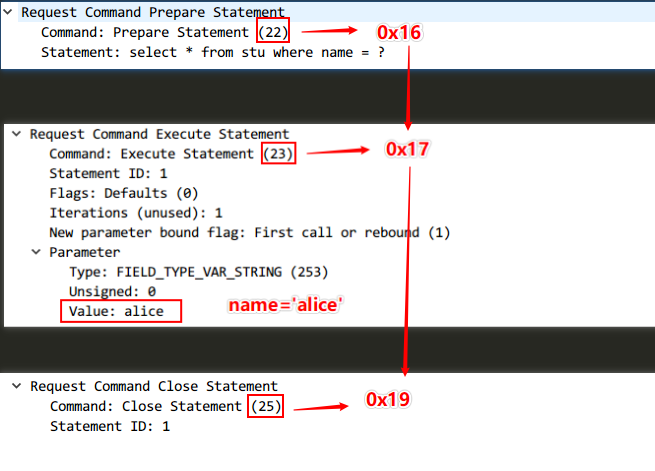 Request Command Prepare Statement
Command: Prepare Statement (22)
0x16
Statement: select * from stu where name = ?
Request Command Execute Statement
Command: Execute Statement (23)
0x17
Statement ID: 1
Flags: Defaults (0)
Iterations (unused): 1
New parameter bound flag: First call or rebound (1)
Parameter
Type: FIELD_TYPE_VAR_STRING (253)
Unsigned: 0
Value: alice
name='alice'
Request Command Close Statement
Command: Close Statement (25)
0x19
Statement ID: 1